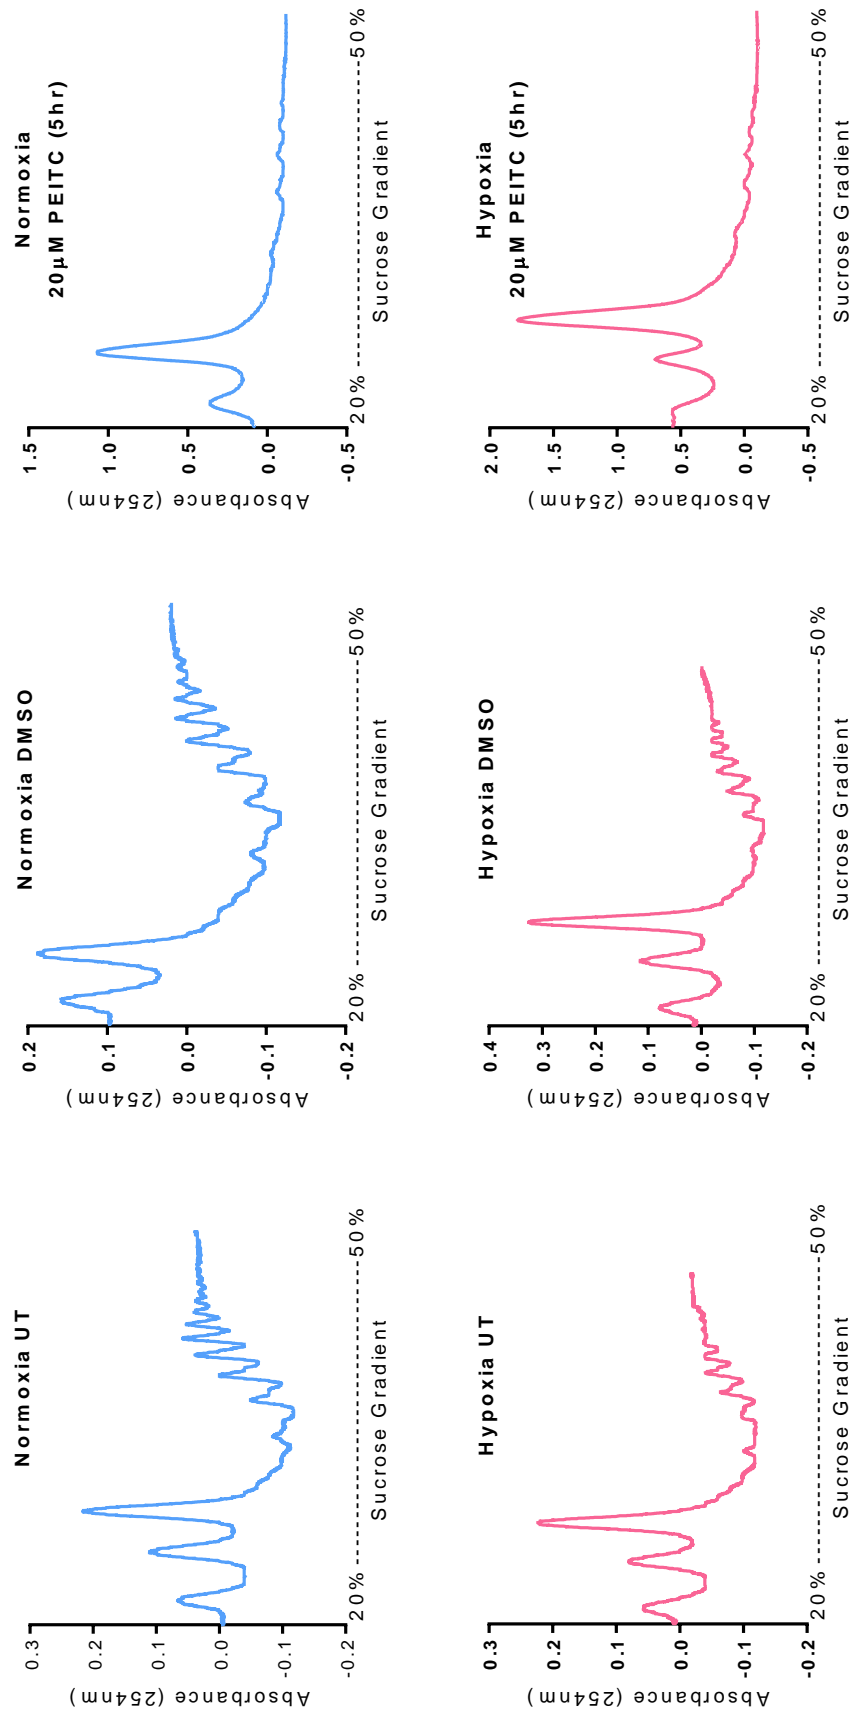 Normoxia UT
Absorbance (254nm)
0.3
0.2
0.1
0.0
-0.1
-0.2
20% 50%
Sucrose Gradient
Normoxia DMSO
Absorbance (254nm)
0.2
0.1
0.0
-0.1
-0.2
20% 50%
Sucrose Gradient
Normoxia
20μM PEITC (5hr)
Absorbance (254nm)
1.5
1.0
0.5
0.0
-0.5
20% 50%
Sucrose Gradient
Hypoxia UT
Absorbance (254nm)
0.3
0.2
0.1
0.0
-0.1
-0.2
20% 50%
Sucrose Gradient
Hypoxia DMSO
Absorbance (254nm)
0.4
0.3
0.2
0.1
0.0
-0.1
-0.2
20% 50%
Sucrose Gradient
Hypoxia
20μM PEITC (5hr)
Absorbance (254nm)
2.0
1.5
1.0
0.5
0.0
-0.5
20% 50%
Sucrose Gradient